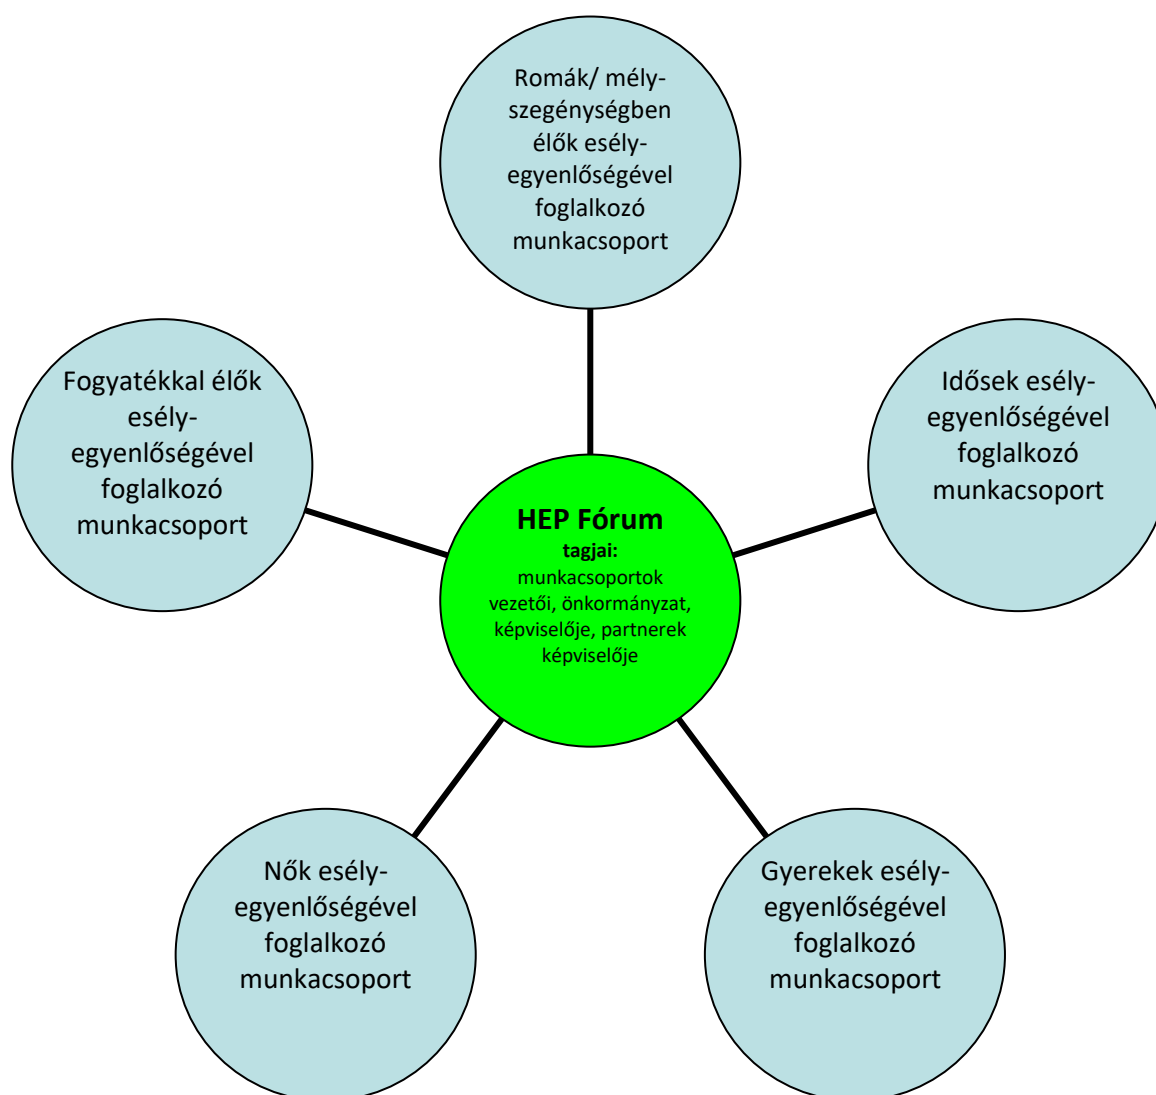 Romák/ mély-
szegénységben
élők esély-
egyenlőségével
foglalkozó
munkacsoport
Fogyatékkal élők
esély-
egyenlőségével
foglalkozó
munkacsoport
Idősek esély-
egyenlőségével
foglalkozó
munkacsoport
HEP Fórum
tagjai:
munkacsoportok
vezetői, önkormányzat,
képviselője, partnerek
képviselője
Nők esély-
egyenlőségével
foglalkozó
munkacsoport
Gyerekek esély-
egyenlőségével
foglalkozó
munkacsoport